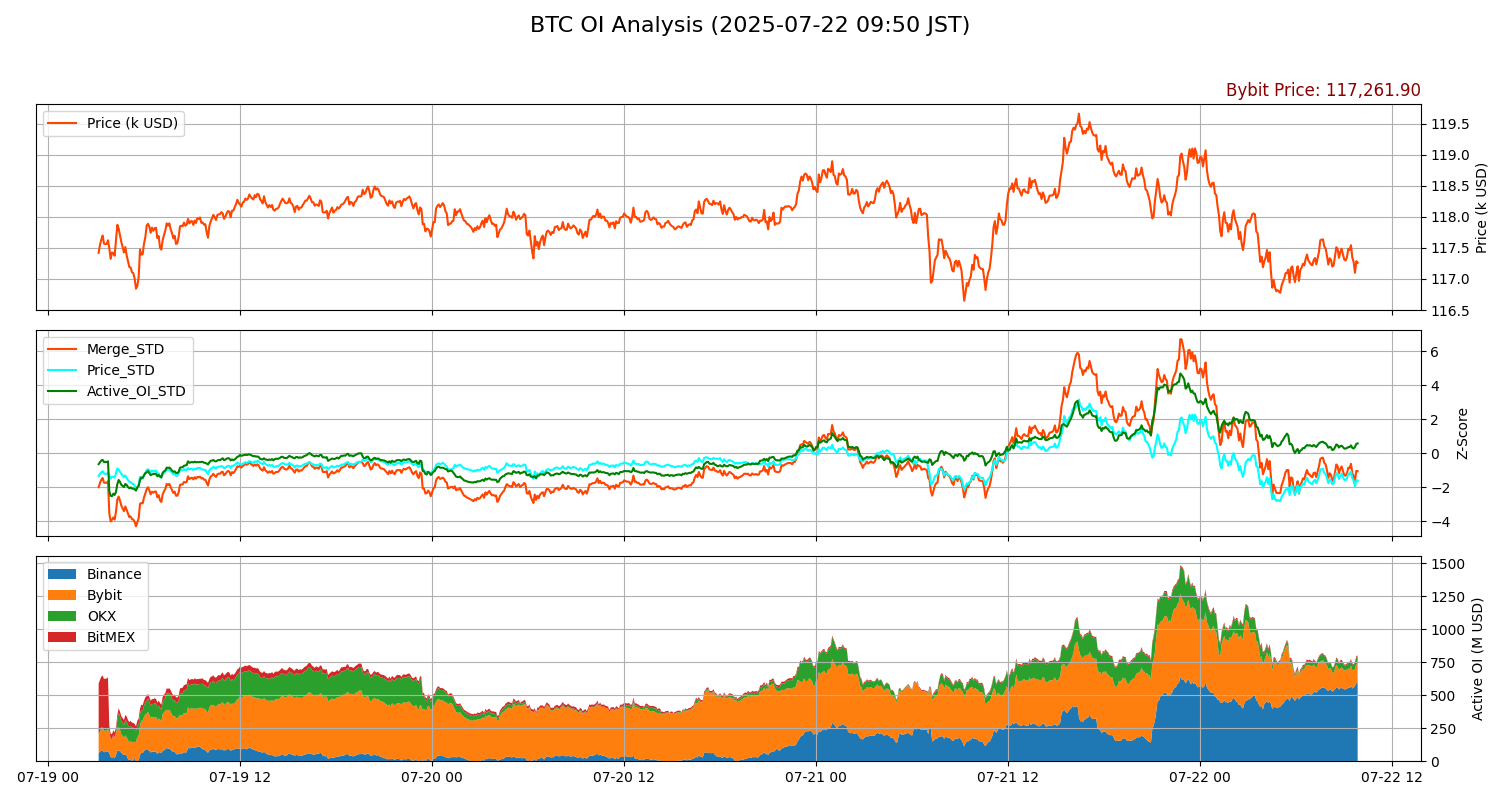 BTC OI Analysis (2025-07-22 09:50 JST)
Bybit Price: 117,261.90
Price (k USD)
119.5
119.0
118.5
118.0
117.5
117.0
116.5
Price (k USD)
Merge_STD
Price_STD
Active_OI_STD
6
4
2
0
−2
−4
Z-Score
Binance
Bybit
OKX
BitMEX
1500
1250
1000
750
500
250
0
Active OI (M USD)
07-19 00
07-19 12
07-20 00
07-20 12
07-21 00
07-21 12
07-22 00
07-22 12